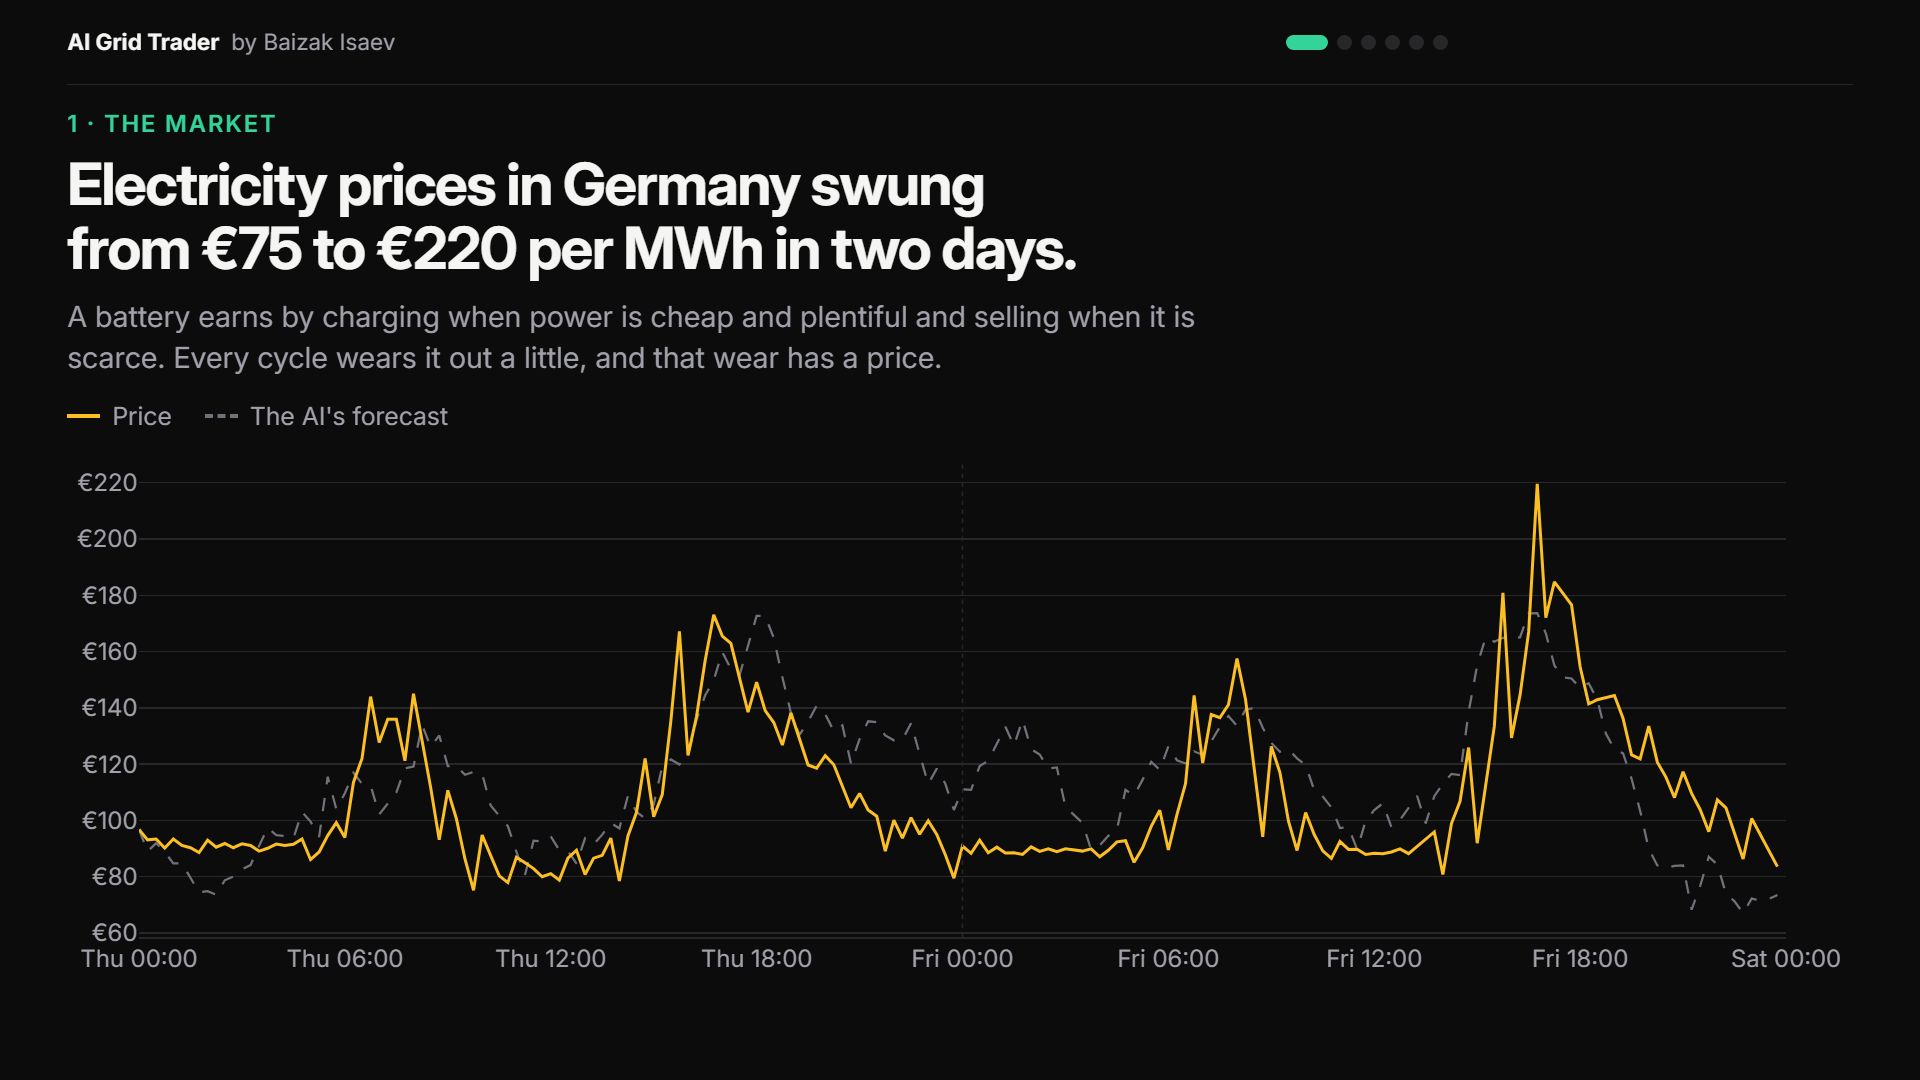 AI Grid Trader by Baizak Isaev
1 · THE MARKET
Electricity prices in Germany swung
from €75 to €220 per MWh in two days.
A battery earns by charging when power is cheap and plentiful and selling when it is
scarce. Every cycle wears it out a little, and that wear has a price.
Price The AI's forecast
€220
€200
€180
€160
€140
€120
€100
€80
€60
Thu 00:00 Thu 06:00 Thu 12:00 Thu 18:00 Fri 00:00 Fri 06:00 Fri 12:00 Fri 18:00 Sat 00:00